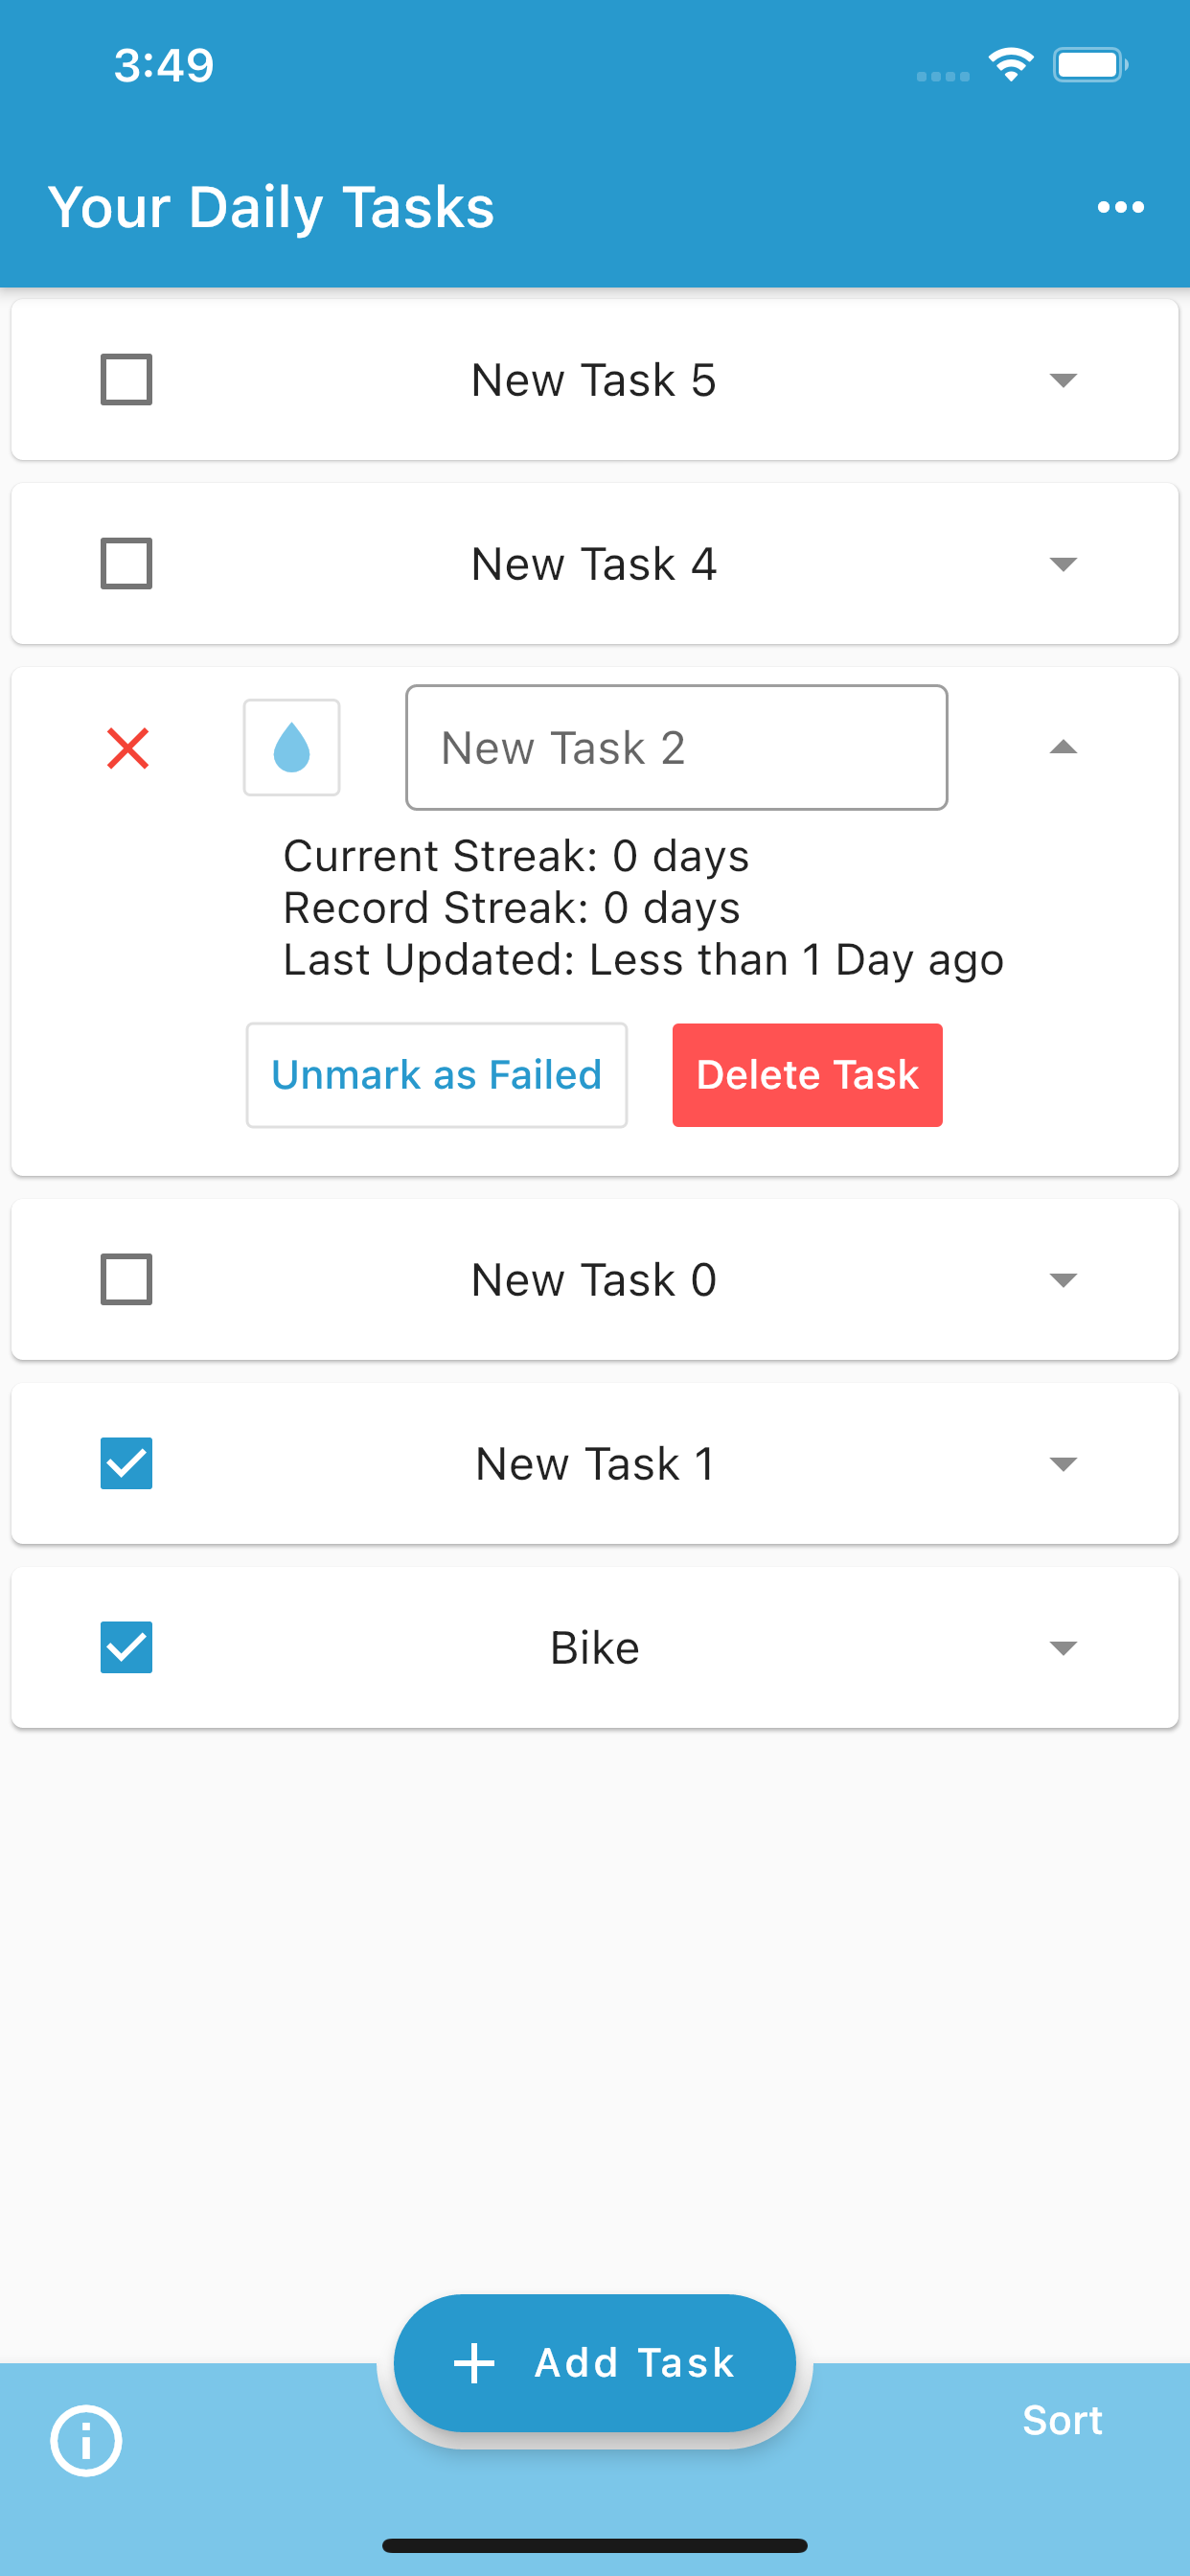 3:49
Your Daily Tasks
New Task 5
New Task 4
New Task 2
Current Streak: 0 days
Record Streak: 0 days
Last Updated: Less than 1 Day ago
Unmark as Failed Delete Task
New Task 0
New Task 1
Bike
Add Task
Sort